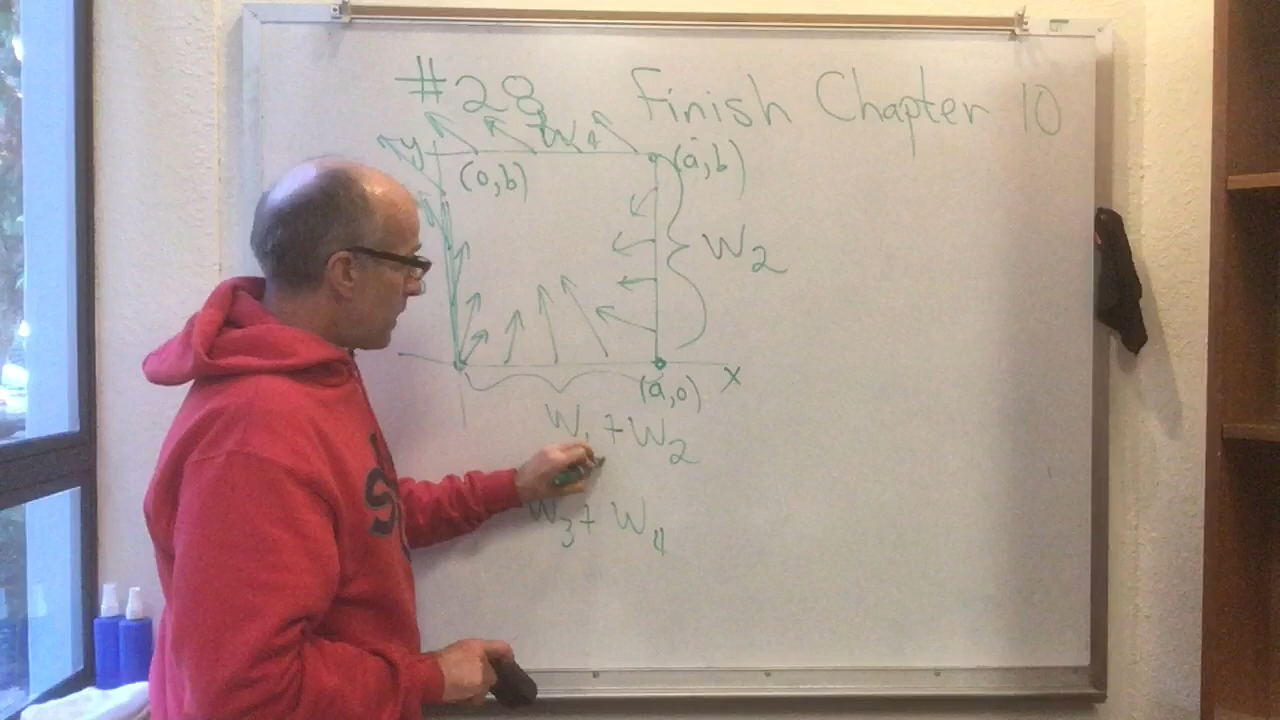 #28 Finish Chapter 10
W4
y (0,b) (a,b)
W2
x
(a,0)
W1 + W2
W3 + W4